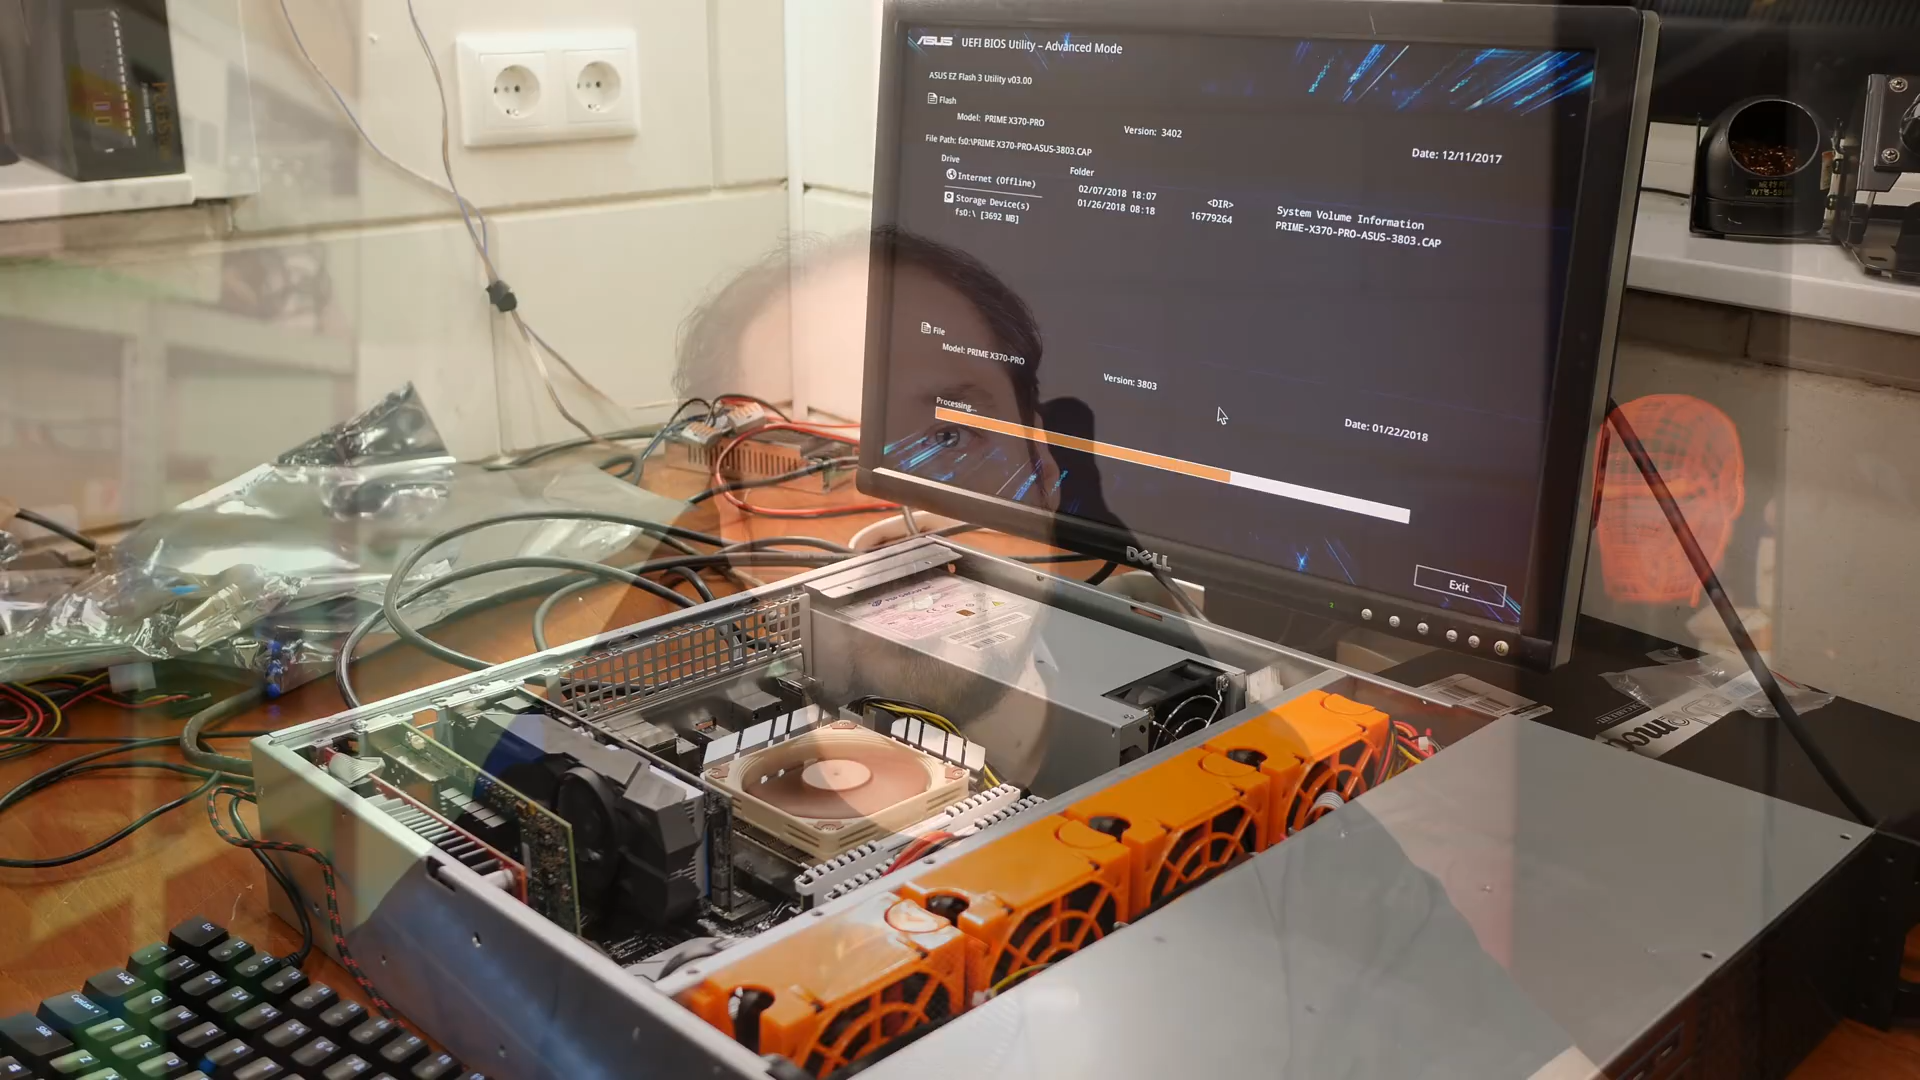 ASUS UEFI BIOS Utility – Advanced Mode
ASUS EZ Flash 3 Utility v03.00
Flash
Model: PRIME X370-PRO
Version: 3402
Date: 12/11/2017
File Path: fs0:\PRIME X370-PRO-ASUS-3803.CAP
Drive
Folder
Internet (Offline)
02/07/2018 18:07 <DIR> System Volume Information
Storage Device(s)
01/26/2018 08:18 16779264 PRIME-X370-PRO-ASUS-3803.CAP
fs0:\ [3692 MB]
File
Model: PRIME X370-PRO
Version: 3803
Date: 01/22/2018
Processing...
Exit
DELL
Esc
Tab
Q
W
A
S
D
Z
X
Shift